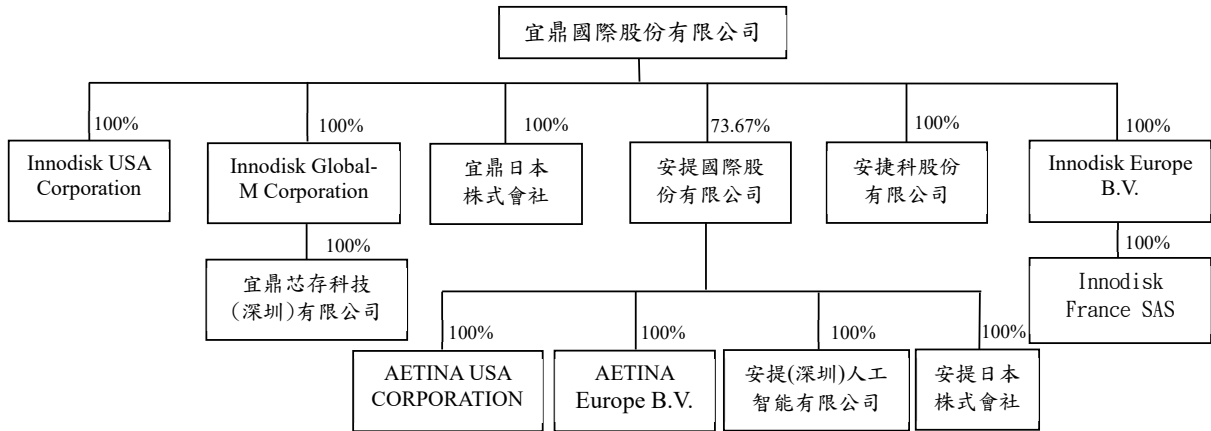 宜鼎國際股份有限公司
100%
100%
100%
73.67%
100%
100%
Innodisk USA
Corporation
Innodisk Global-
M Corporation
宜鼎日本
株式會社
安提國際股
份有限公司
安捷科股份
有限公司
Innodisk Europe
B.V.
100%
100%
宜鼎芯存科技
(深圳)有限公司
Innodisk
France SAS
100%
100%
100%
100%
AETINA USA
CORPORATION
AETINA
Europe B.V.
安提(深圳)人工
智能有限公司
安提日本
株式會社